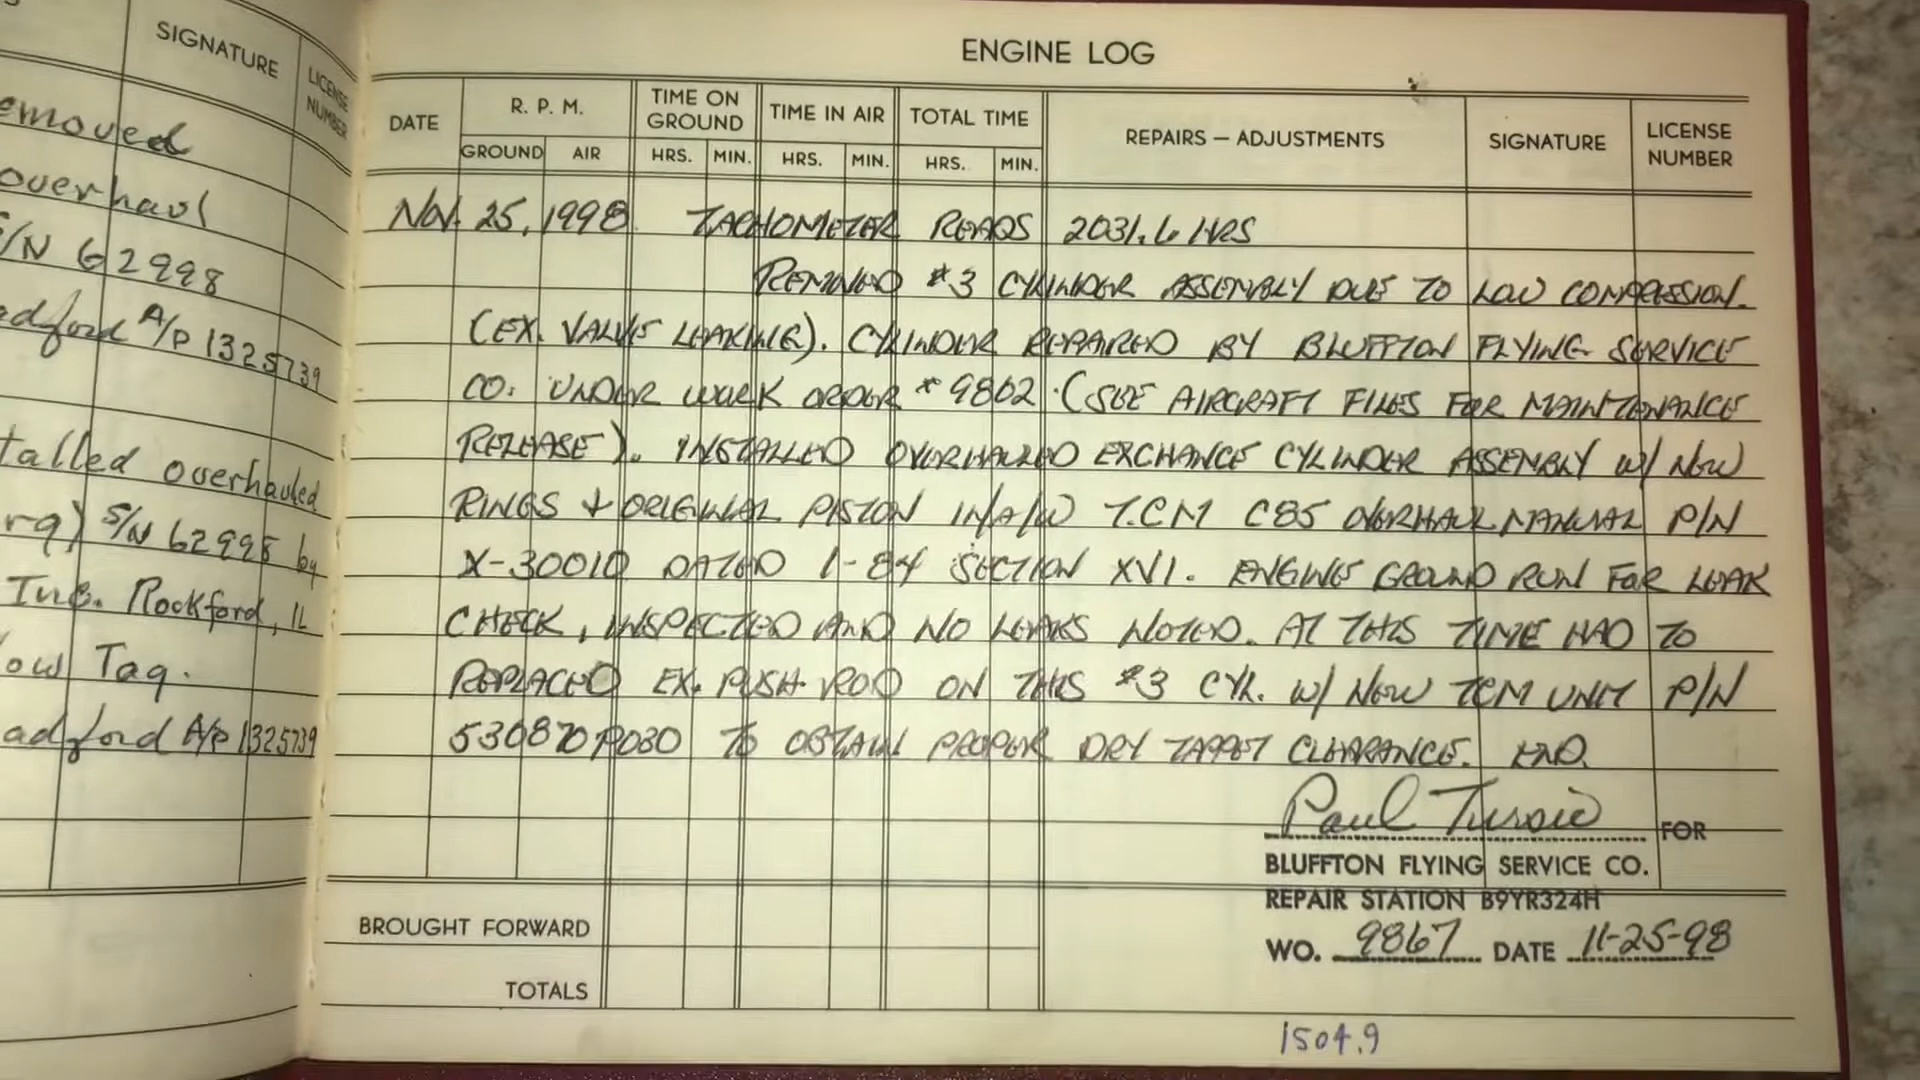 SIGNATURE
LICENSE
NUMBER
emoved
overhaul
S/N 62998
adford A/P 1325739
talled overhauled
rg) S/N 62998 by
Inc. Rockford, IL
low Tag.
adford A/P 1325739
ENGINE LOG
DATE
R. P. M.
TIME ON GROUND
TIME IN AIR
TOTAL TIME
REPAIRS — ADJUSTMENTS
SIGNATURE
LICENSE NUMBER
GROUND AIR HRS. MIN. HRS. MIN. HRS. MIN.
NOV. 25, 1998 TACHOMETER READS 2031.6 HRS
REMOVED #3 CYLINDER ASSEMBLY DUE TO LOW COMPRESSION.
(EX. VALVE LEAKING). CYLINDER REPAIRED BY BLUFFTON FLYING SERVICE
CO. UNDER WORK ORDER #9862. (SEE AIRCRAFT FILES FOR MAINTENANCE
RELEASE). INSTALLED OVERHAULED EXCHANGE CYLINDER ASSEMBLY W/ NEW
RINGS + ORIGINAL PISTON I/A/W T.C.M C85 OVERHAUL MANUAL P/N
X-30010 DATED 1-84 SECTION XVI. ENGINE GROUND RUN FOR LEAK
CHECK, INSPECTED AND NO LEAKS NOTED. AT THIS TIME HAD TO
REPLACED EX. PUSH ROD ON THIS #3 CYL. W/ NEW TCM UNIT P/N
530870P030 TO OBTAIN PROPER DRY TAPPET CLEARANCE. END.
Paul FOR
BLUFFTON FLYING SERVICE CO.
REPAIR STATION B9YR324H
WO. 9867 DATE 11-25-98
BROUGHT FORWARD
TOTALS
1504.9